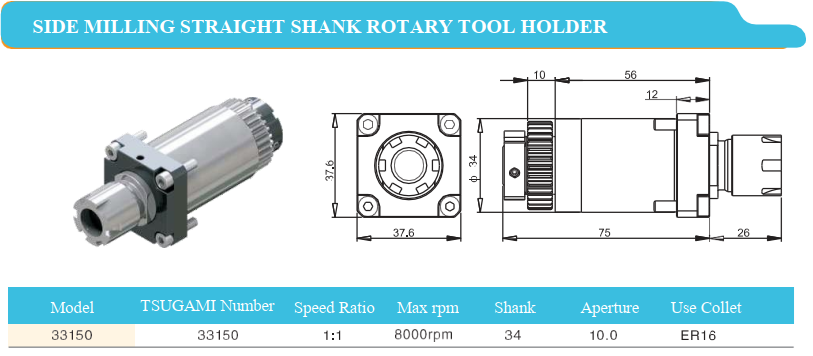 SIDE MILLING STRAIGHT SHANK ROTARY TOOL HOLDER
10 56
12
37.6
ϕ 34
37.6 75 26
Model TSUGAMI Number Speed Ratio Max rpm Shank Aperture Use Collet
33150 33150 1:1 8000rpm 34 10.0 ER16